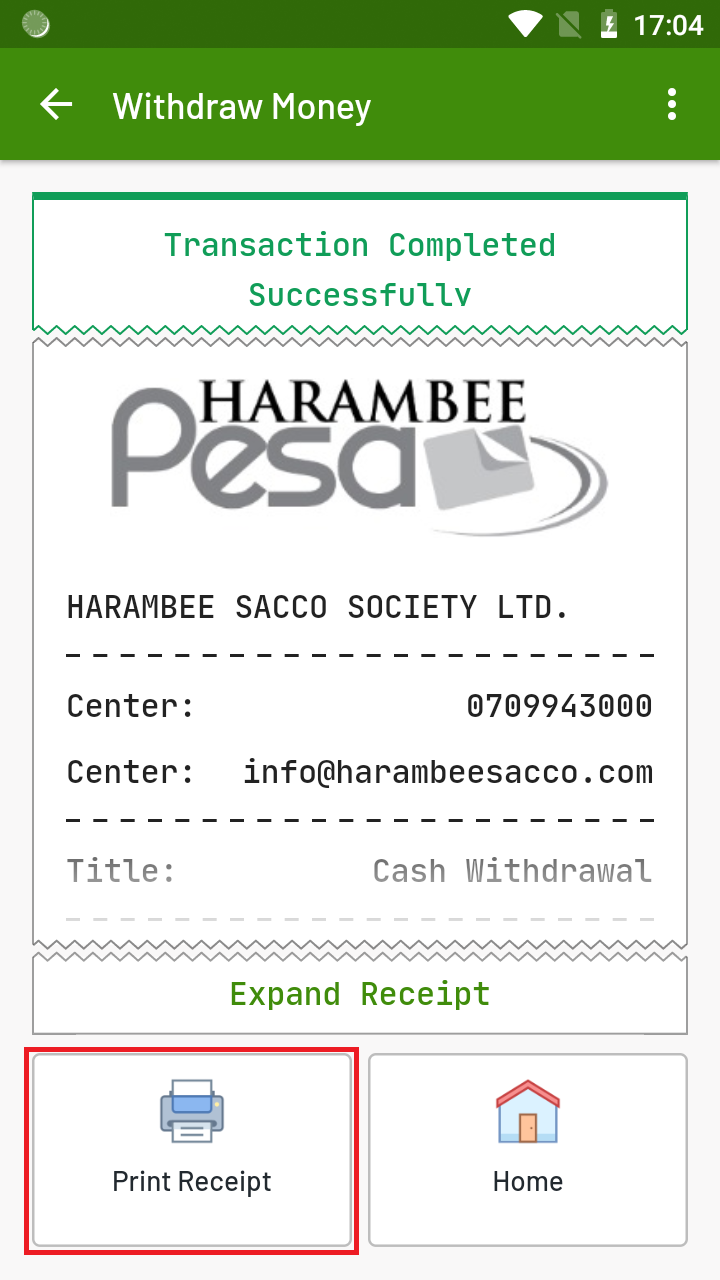 17:04
Withdraw Money
Transaction Completed
Successfully
HARAMBEE
Pesa
HARAMBEE SACCO SOCIETY LTD.
Center: 0709943000
Center: info@harambeesacco.com
Title: Cash Withdrawal
Expand Receipt
Print Receipt Home